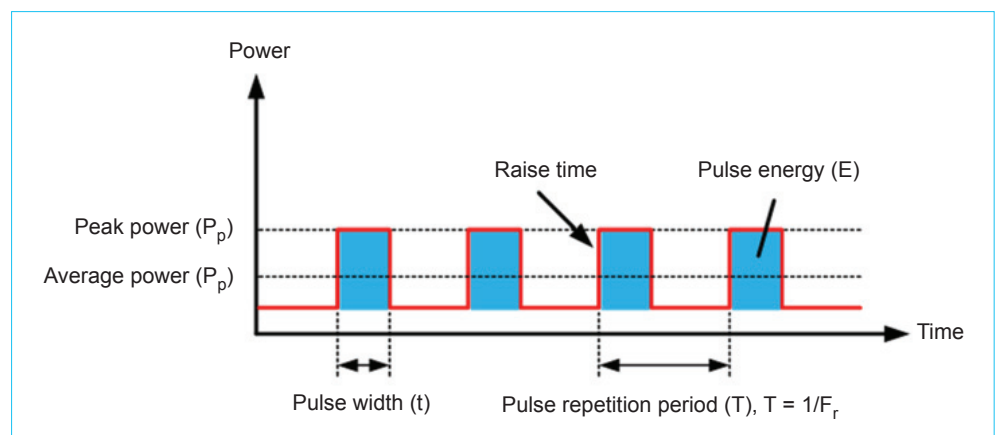 Power
Raise time
Pulse energy (E)
Peak power (Pp)
Average power (Pp)
Time
Pulse width (t)
Pulse repetition period (T), T = 1/Fr